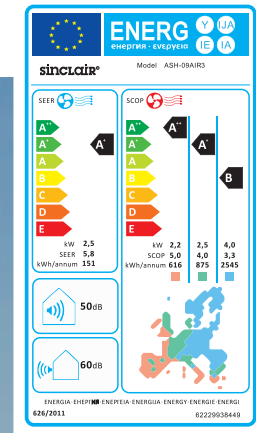 ENERG Y IJA
енергия · ενεργεια IE IA
sinclair®
Model ASH-09AIR3
SEER SCOP
A++ A++ A++
A+ A+ A+ A+
A A
B B B
C C
D D
E E
kW 2,5 kW 2,2 2,5 4,0
SEER 5,8 SCOP 5,0 4,0 3,3
kWh/annum 151 kWh/annum 616 875 2545
50dB
60dB
ENERGIA·ЕНЕРГИЯ·ΕΝΕΡΓΕΙΑ·ENERGIJA·ENERGY·ENERGIE·ENERGI
626/2011 62229938449